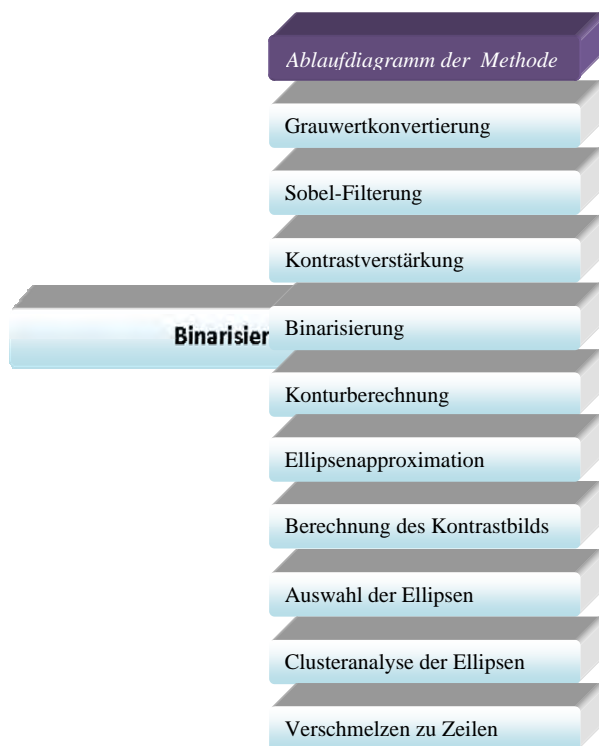 Ablaufdiagramm der Methode
Grauwertkonvertierung
Sobel-Filterung
Kontrastverstärkung
Binarisier
Binarisierung
Konturberechnung
Ellipsenapproximation
Berechnung des Kontrastbilds
Auswahl der Ellipsen
Clusteranalyse der Ellipsen
Verschmelzen zu Zeilen